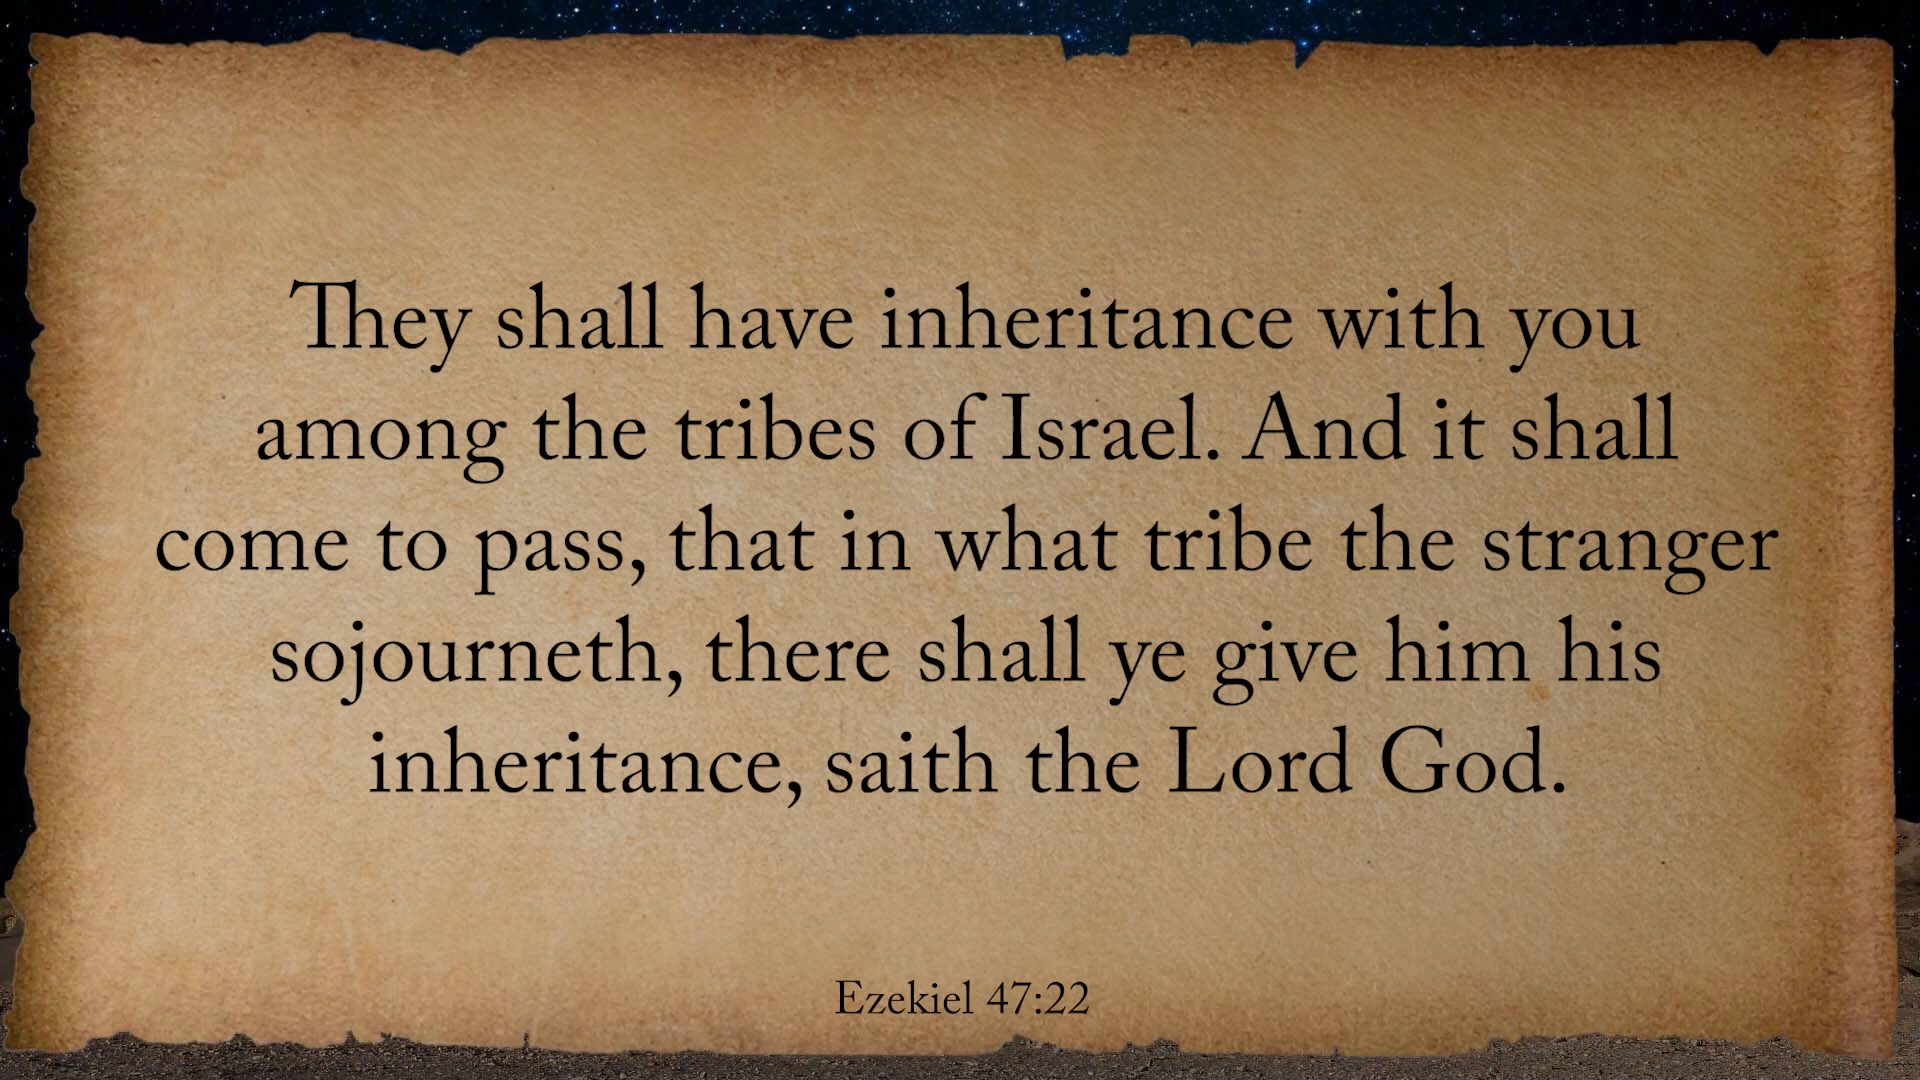 They shall have inheritance with you
among the tribes of Israel. And it shall
come to pass, that in what tribe the stranger
sojourneth, there shall ye give him his
inheritance, saith the Lord God.
Ezekiel 47:22